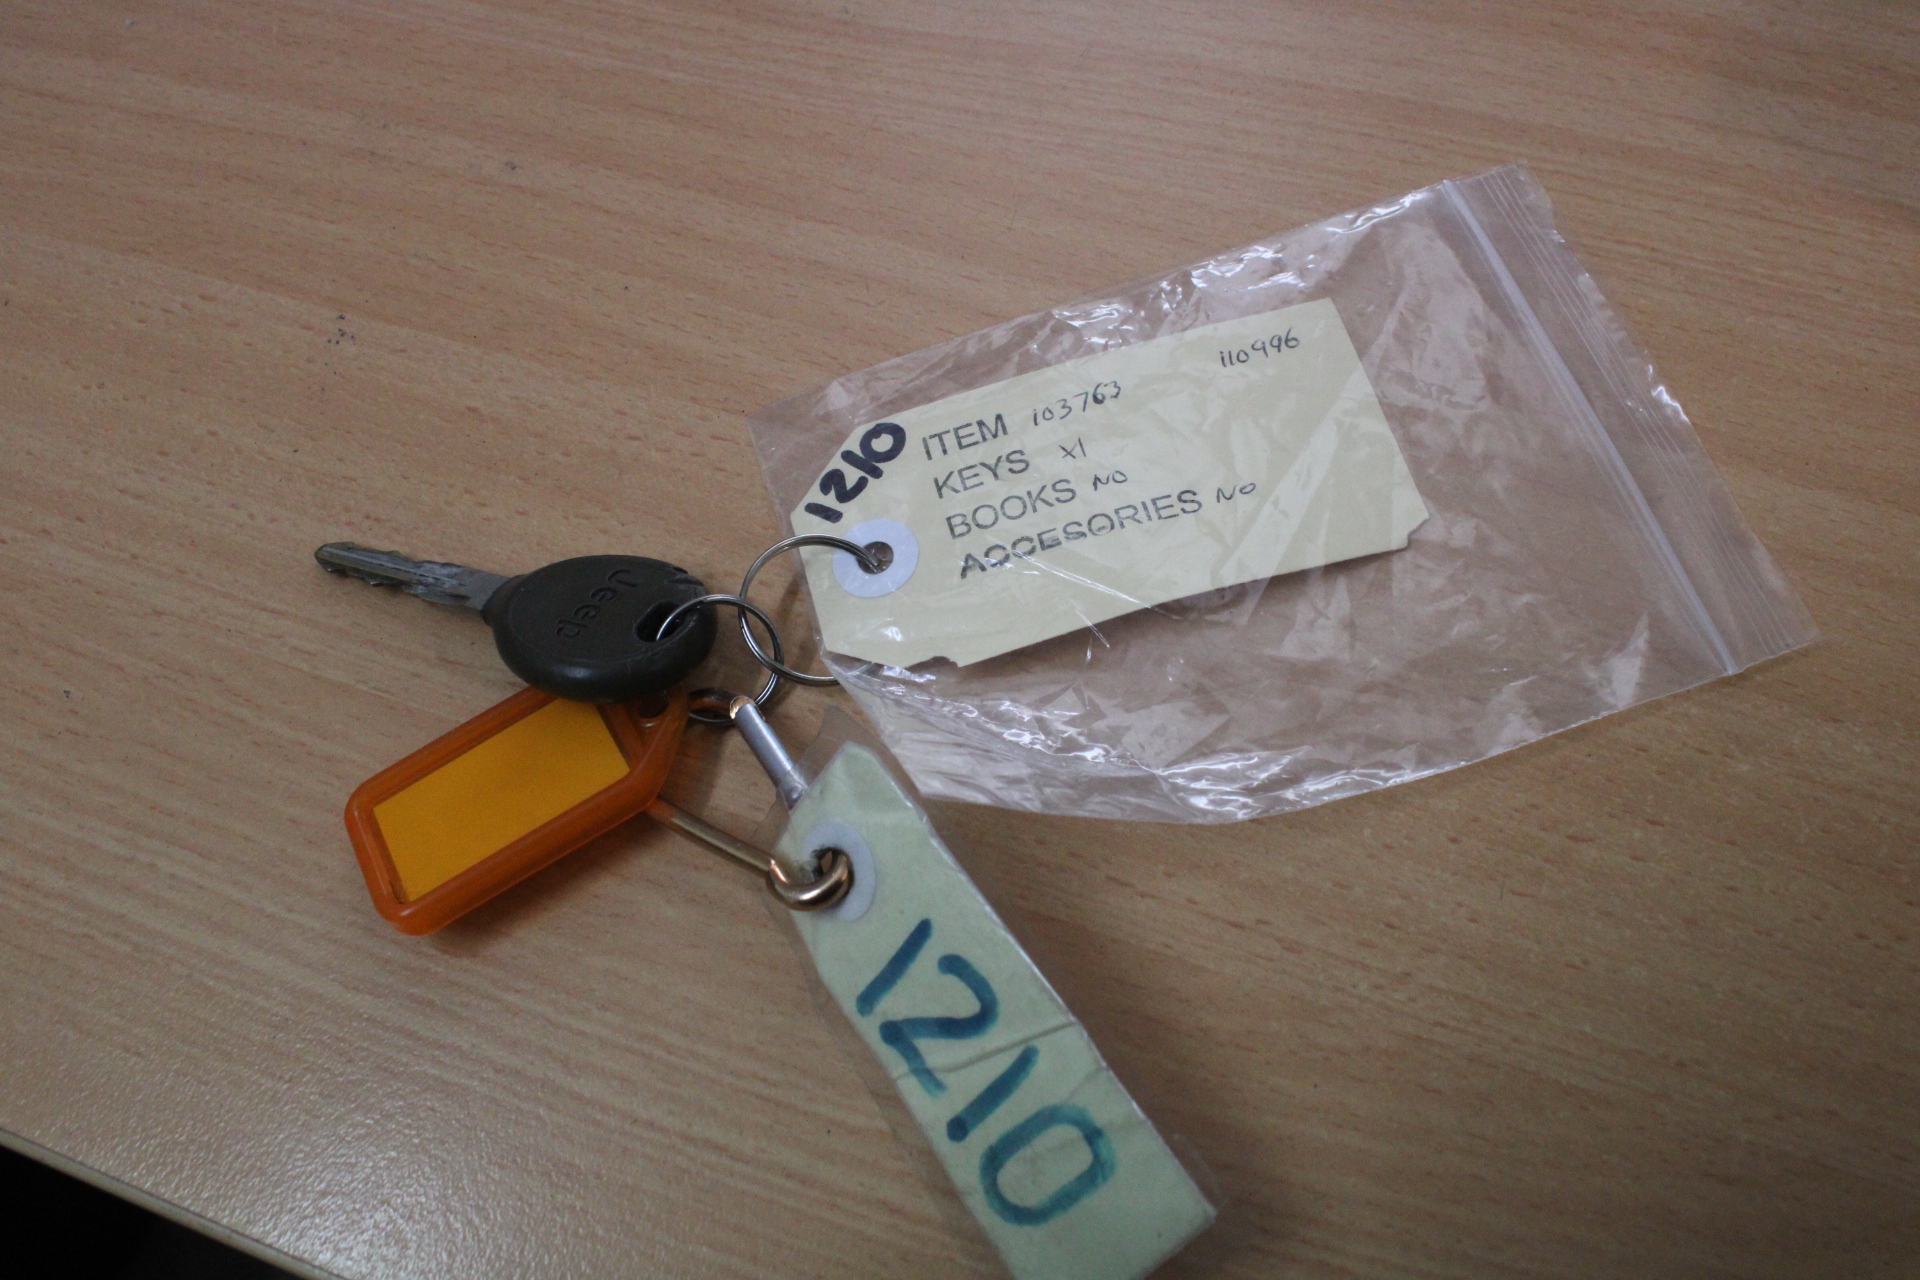 1210
110996
ITEM 103763
KEYS X1
BOOKS NO
ACCESORIES NO
Jeep
1210